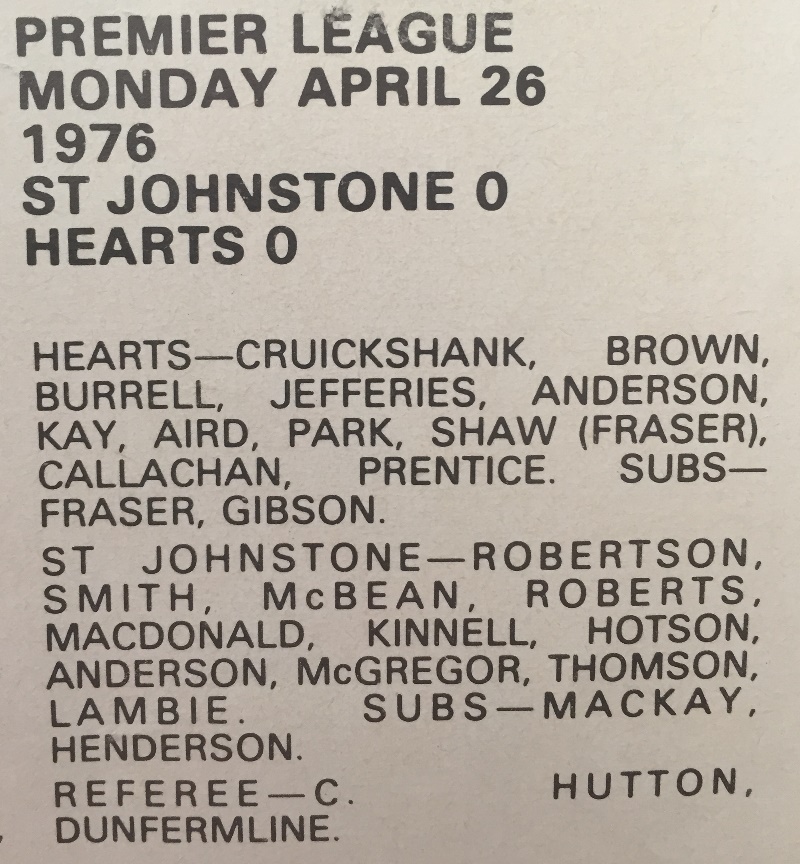 PREMIER LEAGUE
MONDAY APRIL 26
1976
ST JOHNSTONE 0
HEARTS 0
HEARTS—CRUICKSHANK, BROWN,
BURRELL, JEFFERIES, ANDERSON,
KAY, AIRD, PARK, SHAW (FRASER),
CALLACHAN, PRENTICE. SUBS—
FRASER, GIBSON.
ST JOHNSTONE—ROBERTSON,
SMITH, McBEAN, ROBERTS,
MACDONALD, KINNELL, HOTSON,
ANDERSON, McGREGOR, THOMSON,
LAMBIE. SUBS—MACKAY,
HENDERSON.
REFEREE—C. HUTTON,
DUNFERMLINE.